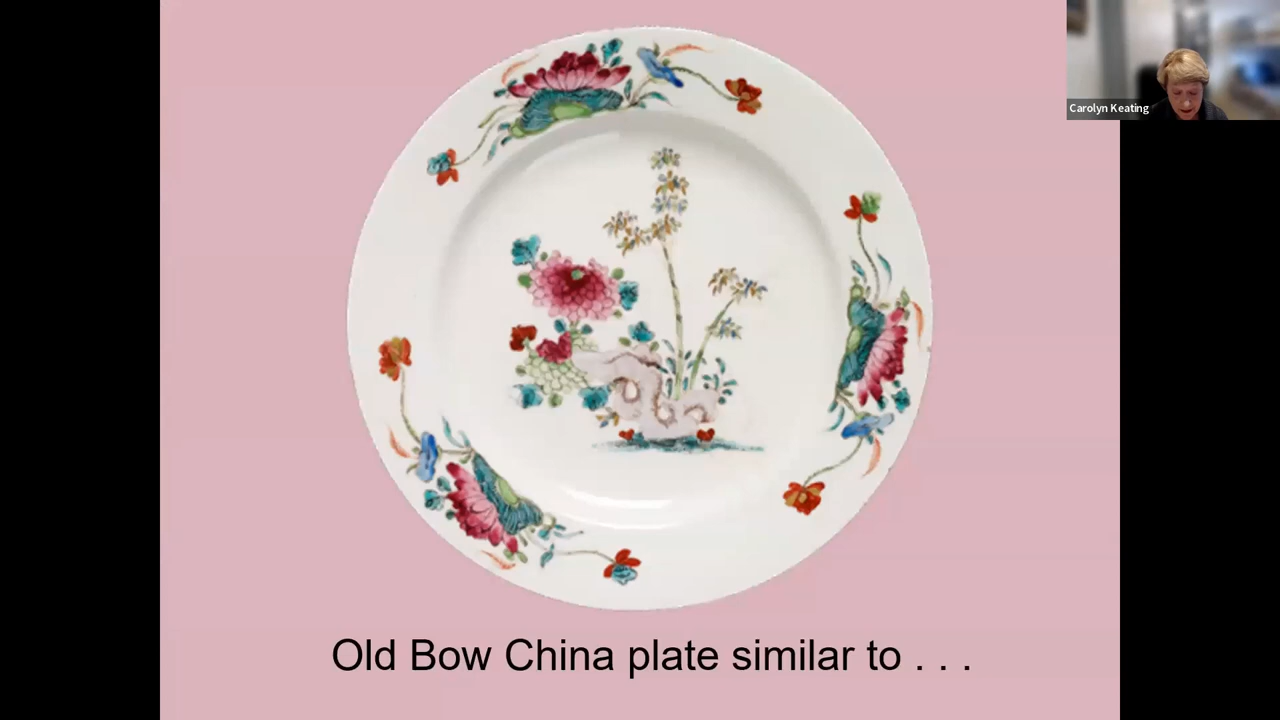 Carolyn Keating
Old Bow China plate similar to . . .